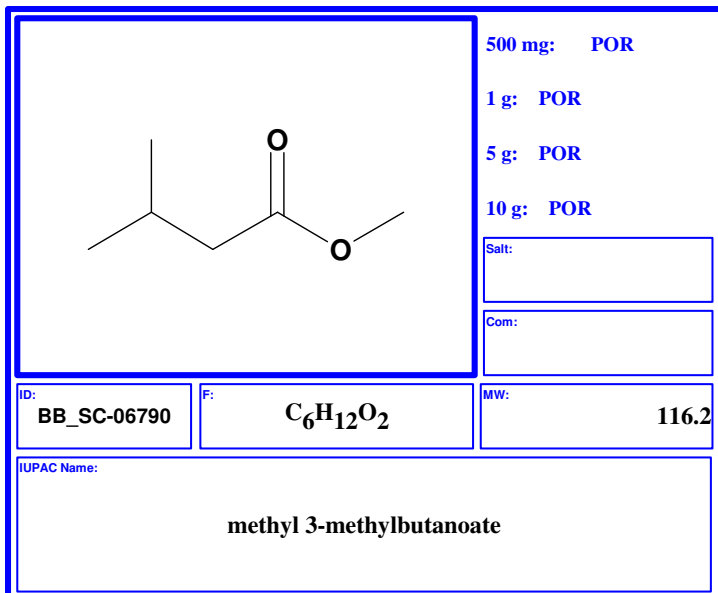 500 mg: POR
1 g: POR
5 g: POR
10 g: POR
O
O
Salt:
Com:
ID:
BB_SC-06790
F:
C6H12O2
MW:
116.2
IUPAC Name:
methyl 3-methylbutanoate